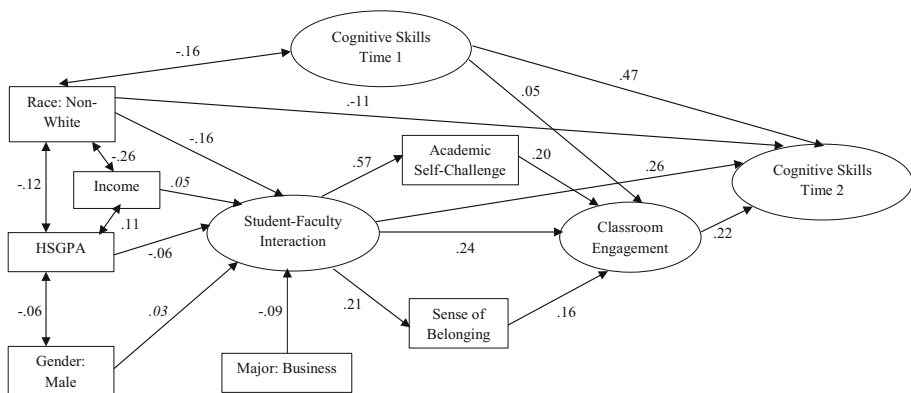 Cognitive Skills
Time 1
-.16
.47
.05
Race: Non-
White
.-11
-.16
-.26
.57
Academic
Self-Challenge
.20
.26
Cognitive Skills
Time 2
-.12
Income
.05
.11
Student-Faculty
Interaction
Classroom
Engagement
.22
HSGPA
-.06
.24
-.06
.03
-.09
.21
Sense of
Belonging
.16
Gender:
Male
Major: Business